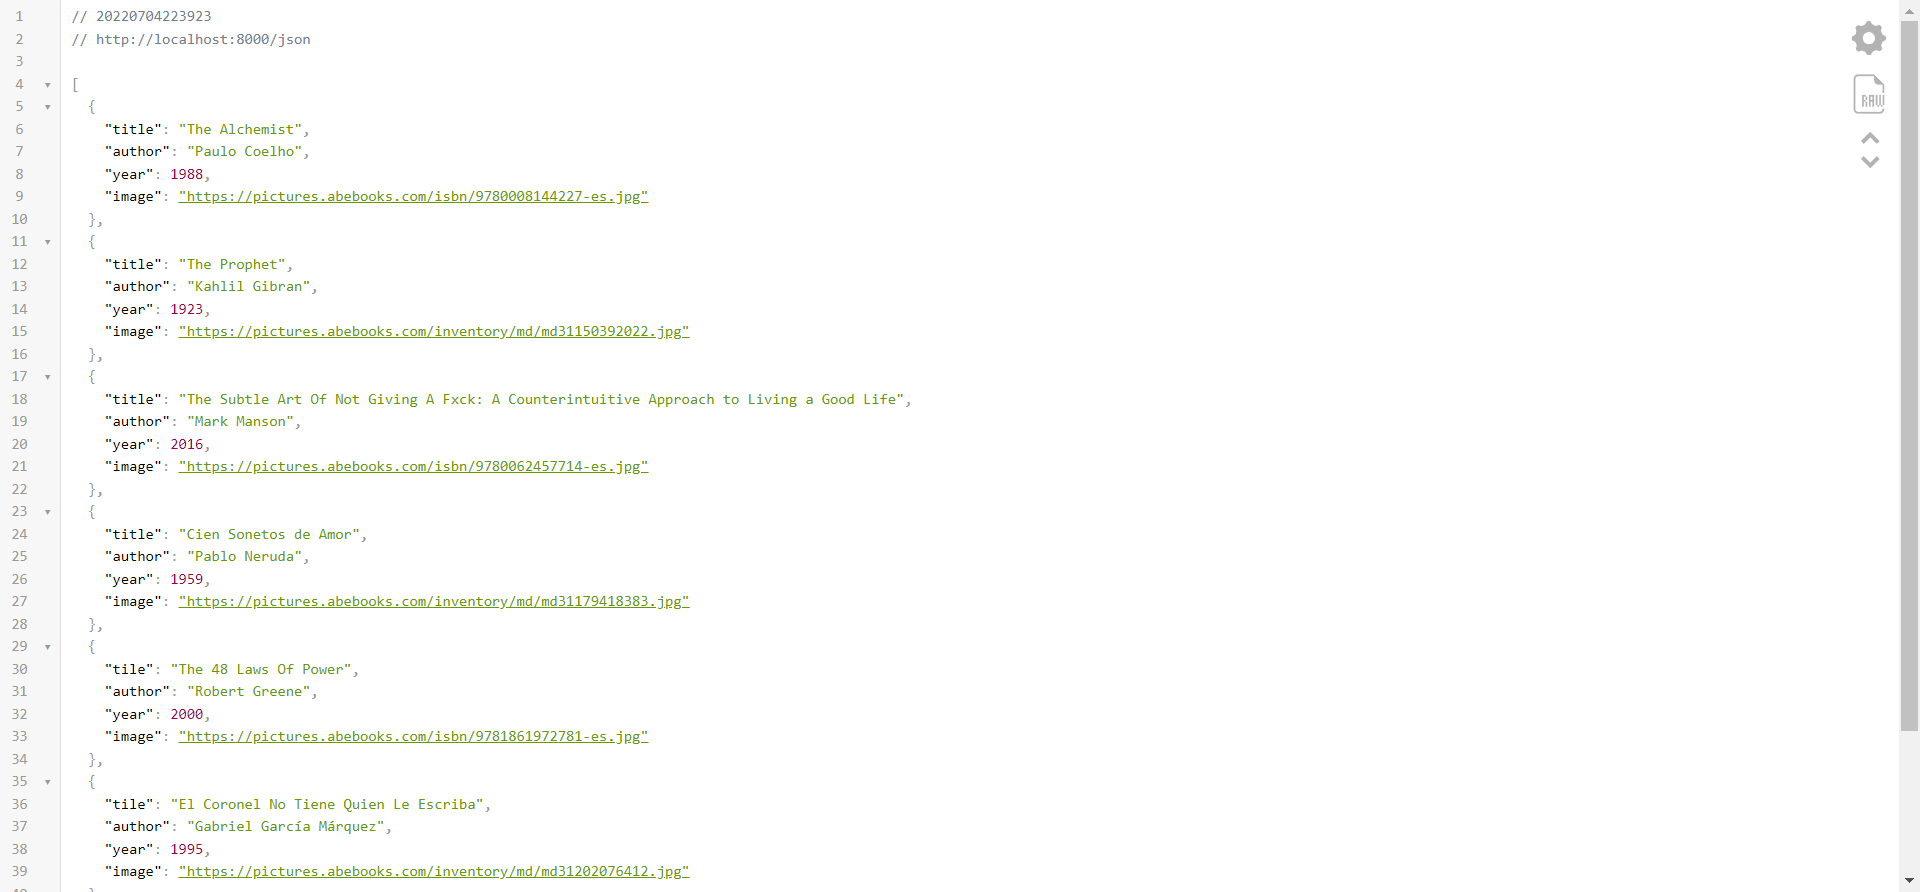 1 // 20220704223923
2 // http://localhost:8000/json
3
4 [
5 {
6 "title": "The Alchemist",
7 "author": "Paulo Coelho",
8 "year": 1988,
9 "image": "https://pictures.abebooks.com/isbn/9780008144227-es.jpg"
10 },
11 {
12 "title": "The Prophet",
13 "author": "Kahlil Gibran",
14 "year": 1923,
15 "image": "https://pictures.abebooks.com/inventory/md/md31150392022.jpg"
16 },
17 {
18 "title": "The Subtle Art Of Not Giving A Fxck: A Counterintuitive Approach to Living a Good Life",
19 "author": "Mark Manson",
20 "year": 2016,
21 "image": "https://pictures.abebooks.com/isbn/9780062457714-es.jpg"
22 },
23 {
24 "title": "Cien Sonetos de Amor",
25 "author": "Pablo Neruda",
26 "year": 1959,
27 "image": "https://pictures.abebooks.com/inventory/md/md31179418383.jpg"
28 },
29 {
30 "tile": "The 48 Laws Of Power",
31 "author": "Robert Greene",
32 "year": 2000,
33 "image": "https://pictures.abebooks.com/isbn/9781861972781-es.jpg"
34 },
35 {
36 "tile": "El Coronel No Tiene Quien Le Escriba",
37 "author": "Gabriel García Márquez",
38 "year": 1995,
39 "image": "https://pictures.abebooks.com/inventory/md/md31202076412.jpg"
RAW